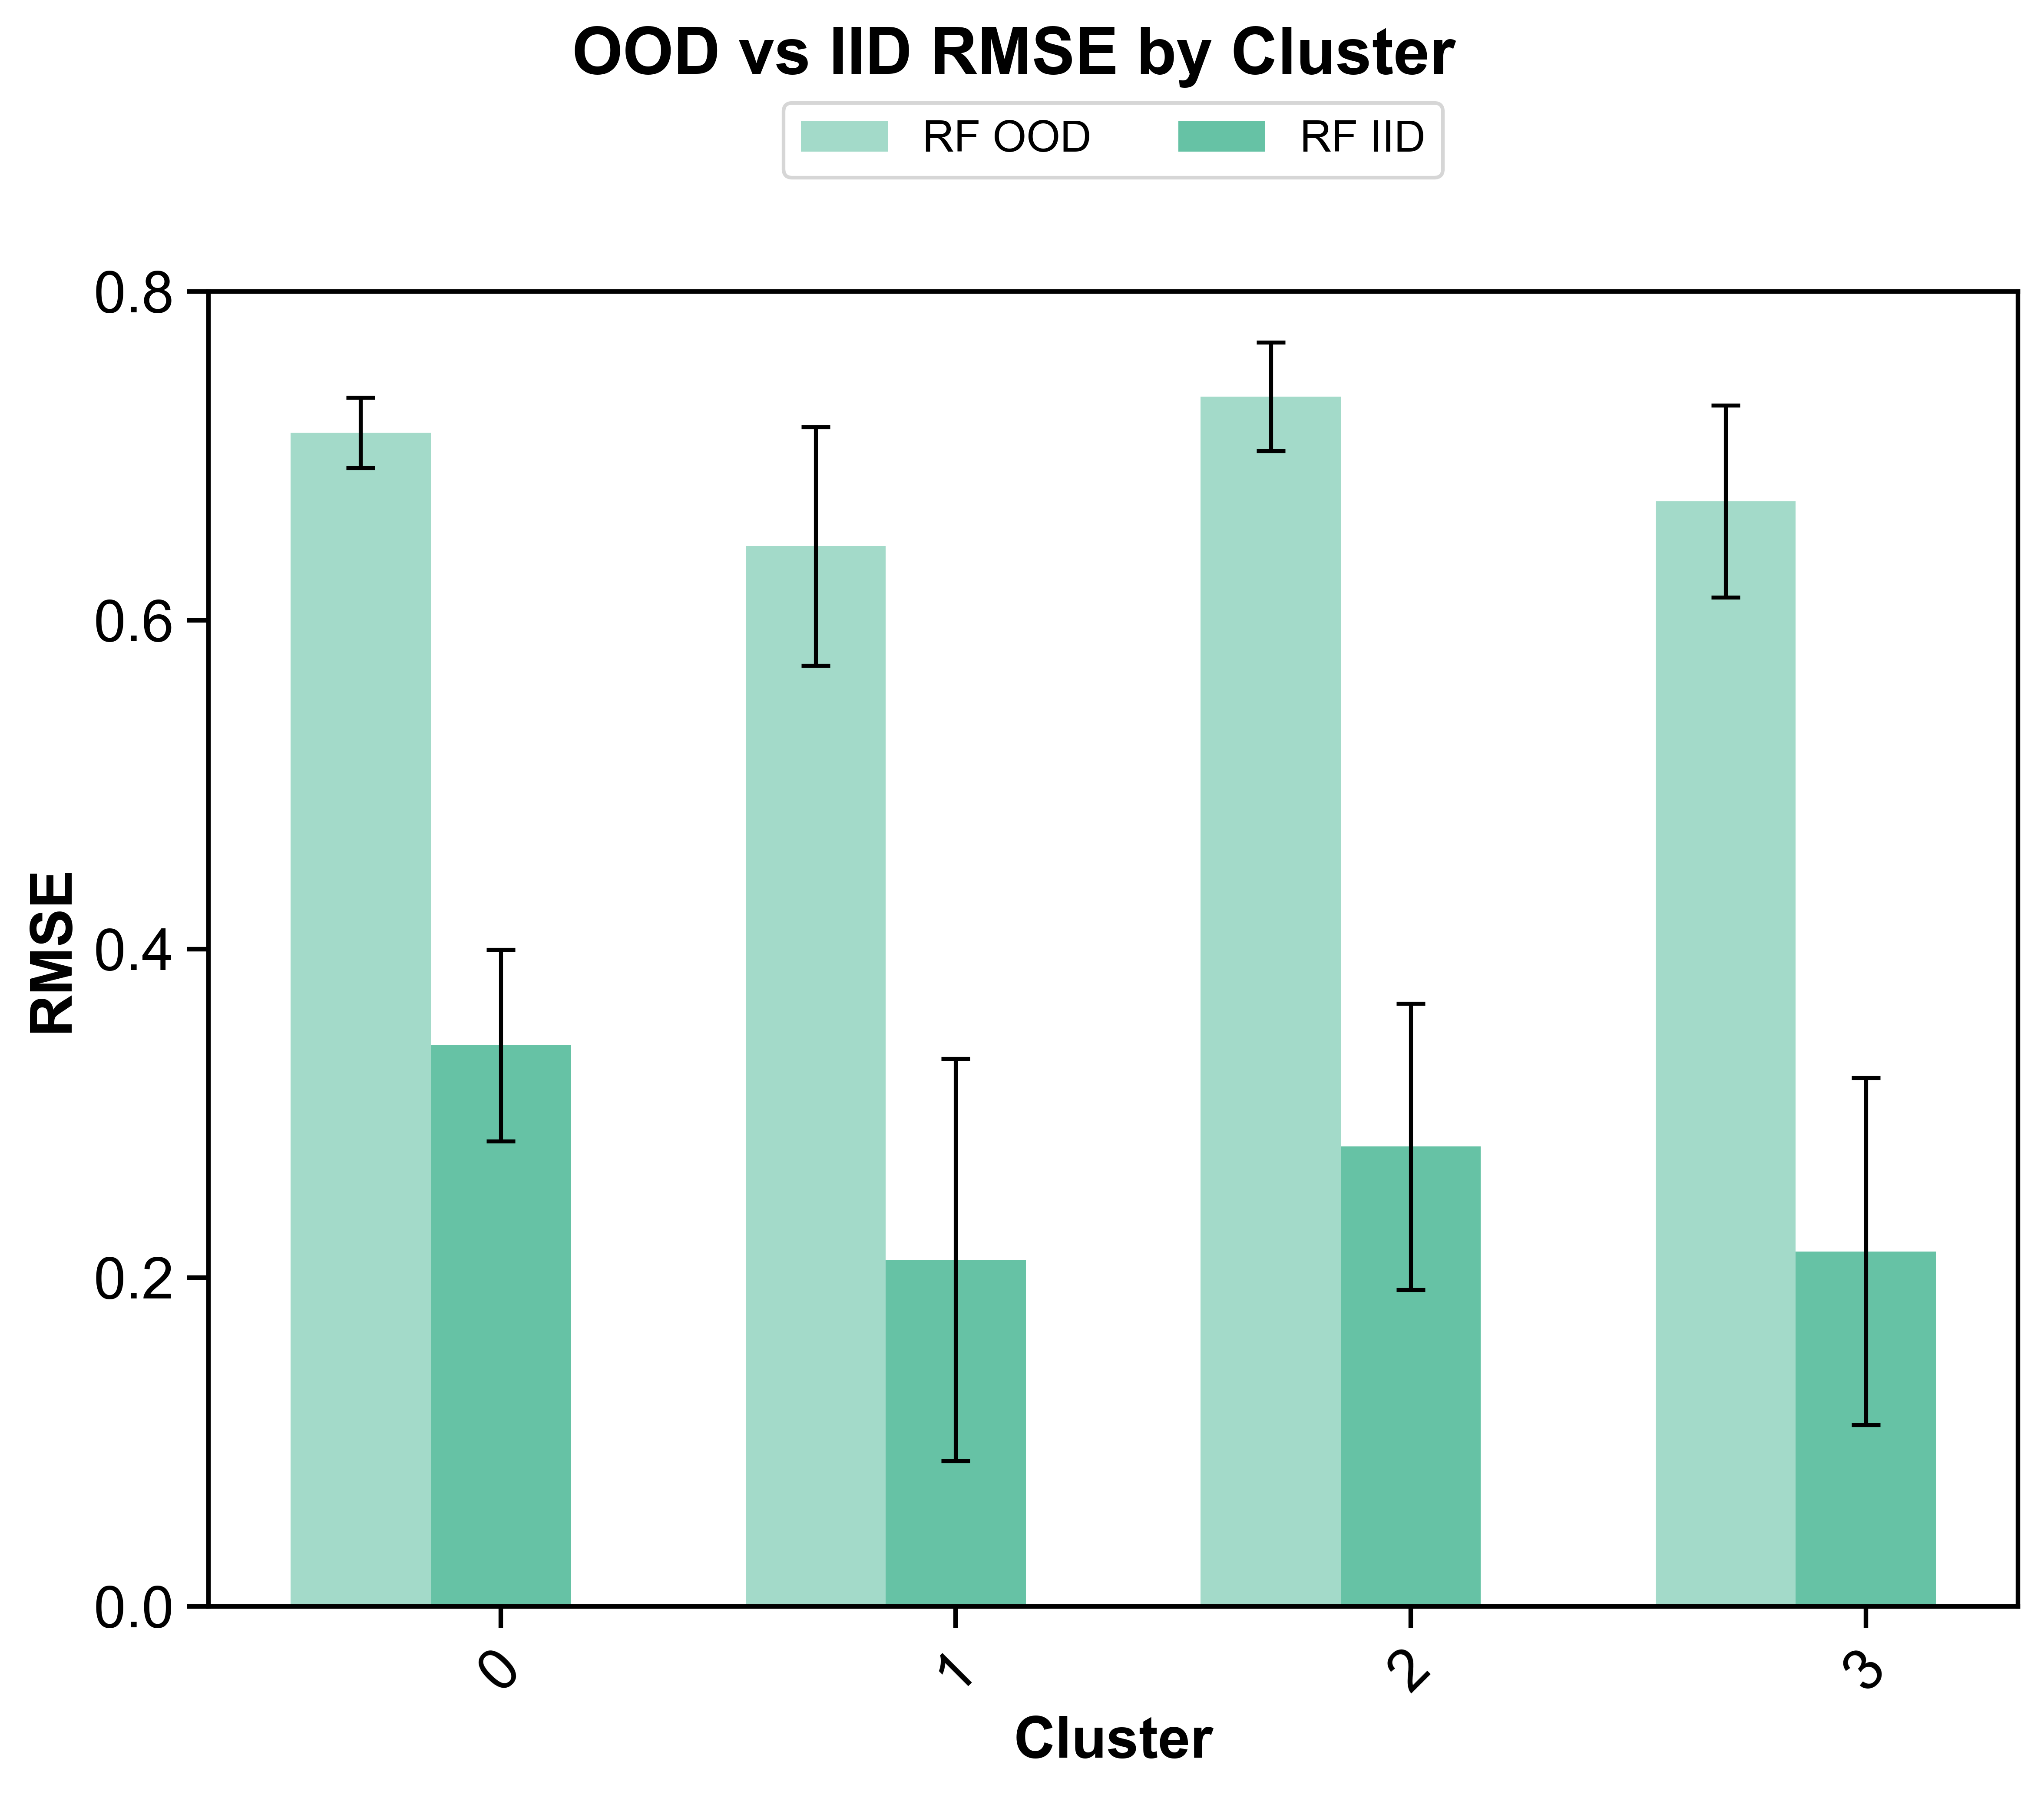 OOD vs IID RMSE by Cluster
RF OOD RF IID
0.8
0.6
0.4
0.2
0.0
RMSE
0 1 2 3
Cluster